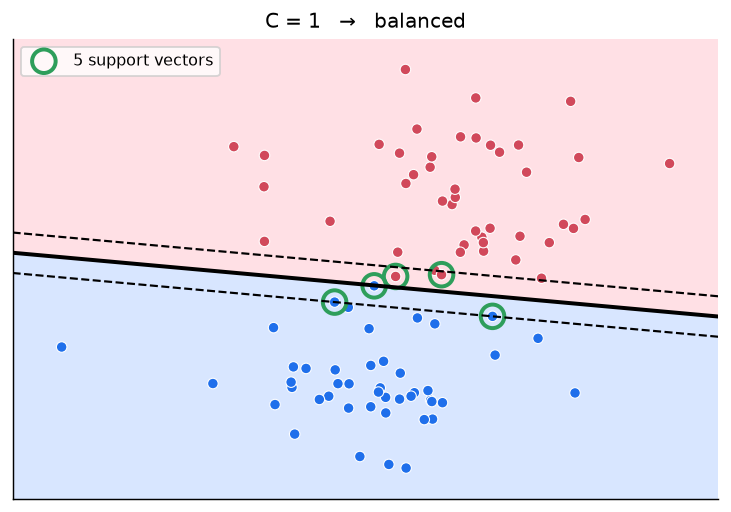 C = 1   →   balanced
5 support vectors